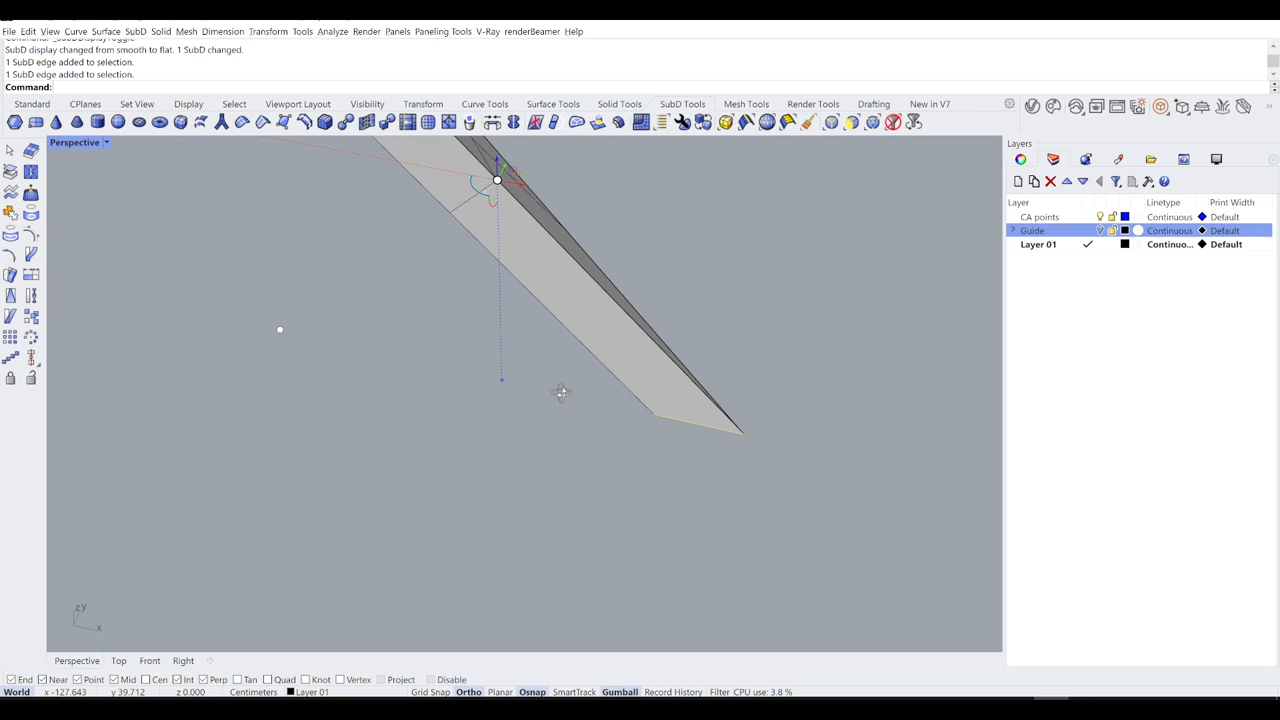 File Edit View Curve Surface SubD Solid Mesh Dimension Transform Tools Analyze Render Panels Paneling Tools V-Ray renderBeamer Help
SubD display changed from smooth to flat. 1 SubD changed.
1 SubD edge added to selection.
1 SubD edge added to selection.
Command:
Standard CPlanes Set View Display Select Viewport Layout Visibility Transform Curve Tools Surface Tools Solid Tools SubD Tools Mesh Tools Render Tools Drafting New in V7
Perspective
Layers
Layer Linetype Print Width
CA points Continuous Default
Guide Continuous Default
Layer 01 Continuo... Default
z y
x
Perspective Top Front Right
End Near Point Mid Cen Int Perp Tan Quad Knot Vertex Project Disable
World x -127.643 y 39.712 z 0.000 Centimeters Layer 01 Grid Snap Ortho Planar Osnap SmartTrack Gumball Record History Filter CPU use: 3.8 %